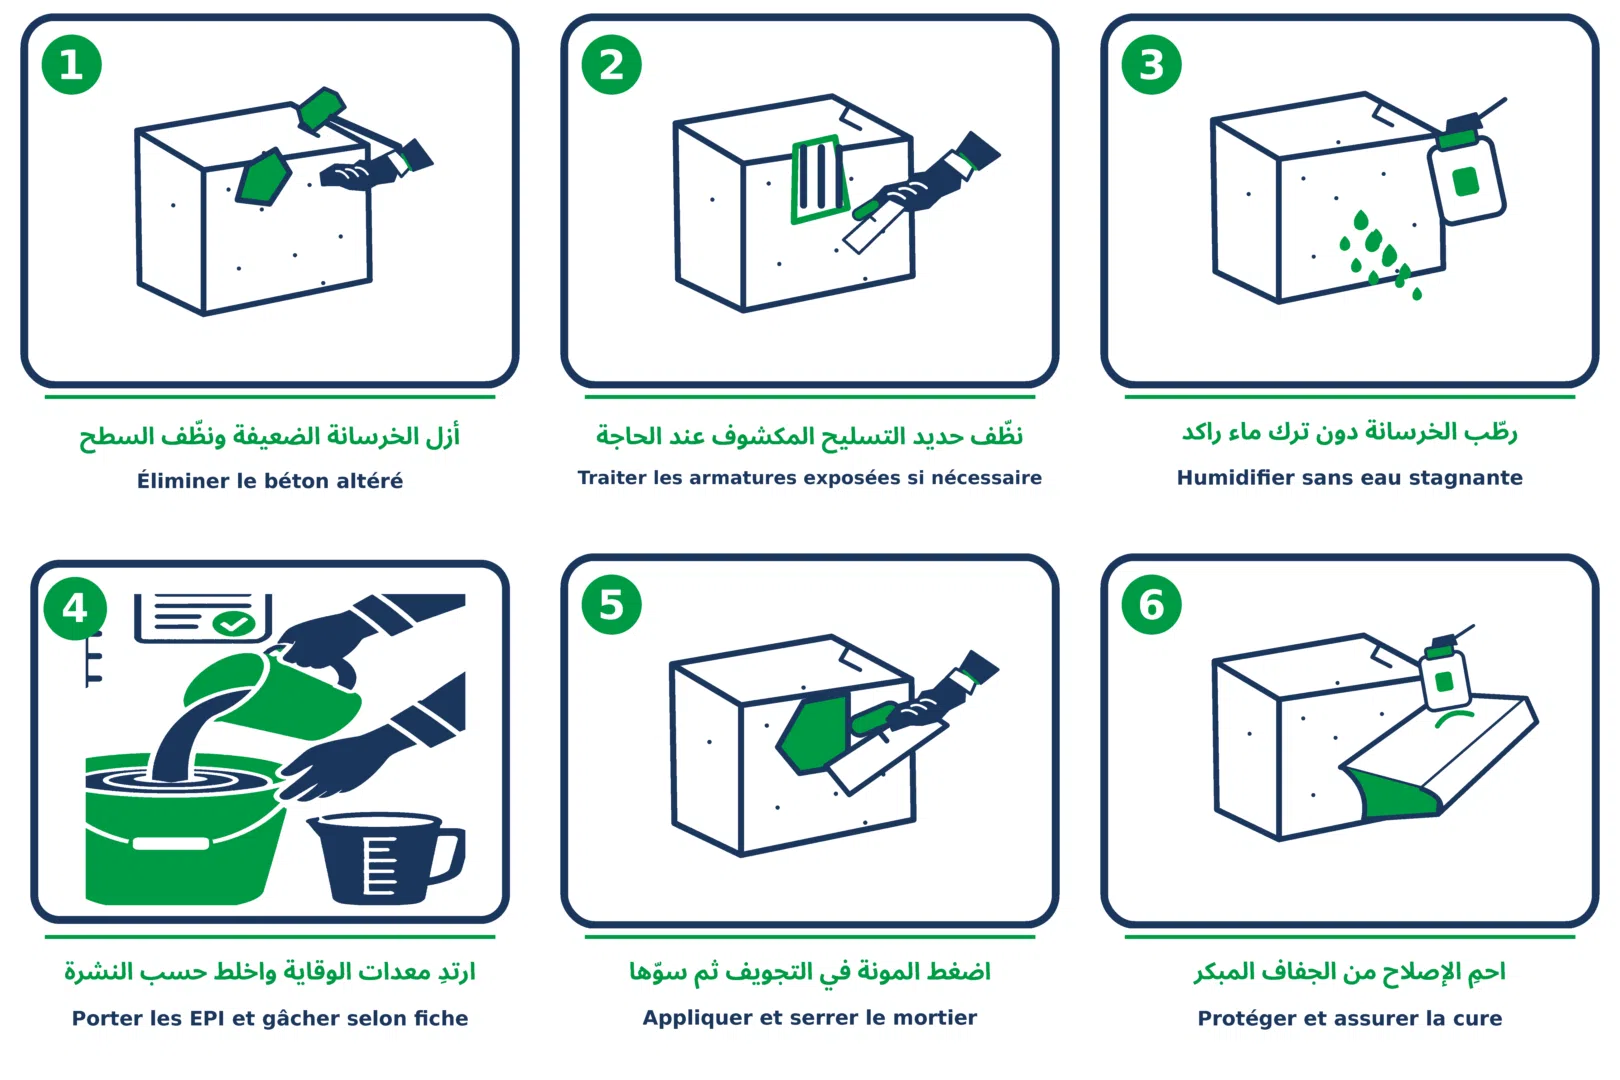 1
أزل الخرسانة الضعيفة ونظّف السطح
Éliminer le béton altéré
2
نظّف حديد التسليح المكشوف عند الحاجة
Traiter les armatures exposées si nécessaire
3
رطّب الخرسانة دون ترك ماء راكد
Humidifier sans eau stagnante
4
ارتدِ معدات الوقاية واخلط حسب النشرة
Porter les EPI et gâcher selon fiche
5
اضغط المونة في التجويف ثم سوّها
Appliquer et serrer le mortier
6
احمِ الإصلاح من الجفاف المبكر
Protéger et assurer la cure